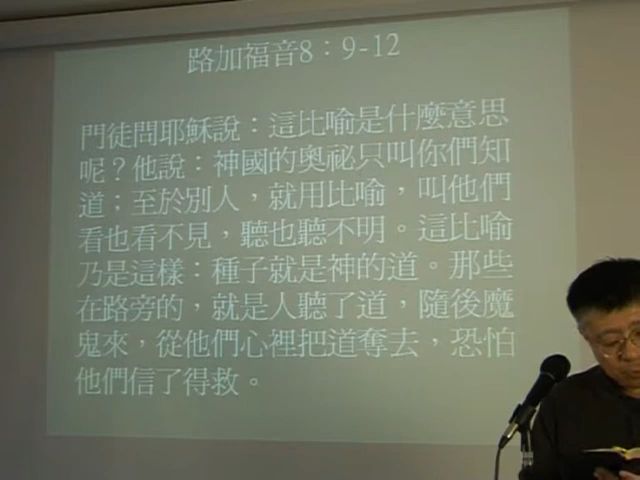 路加福音8：9-12
門徒問耶穌說：這比喻是什麼意思
呢？他說：神國的奧祕只叫你們知
道；至於別人，就用比喻，叫他們
看也看不見，聽也聽不明。這比喻
乃是這樣：種子就是神的道。那些
在路旁的，就是人聽了道，隨後魔
鬼來，從他們心裡把道奪去，恐怕
他們信了得救。